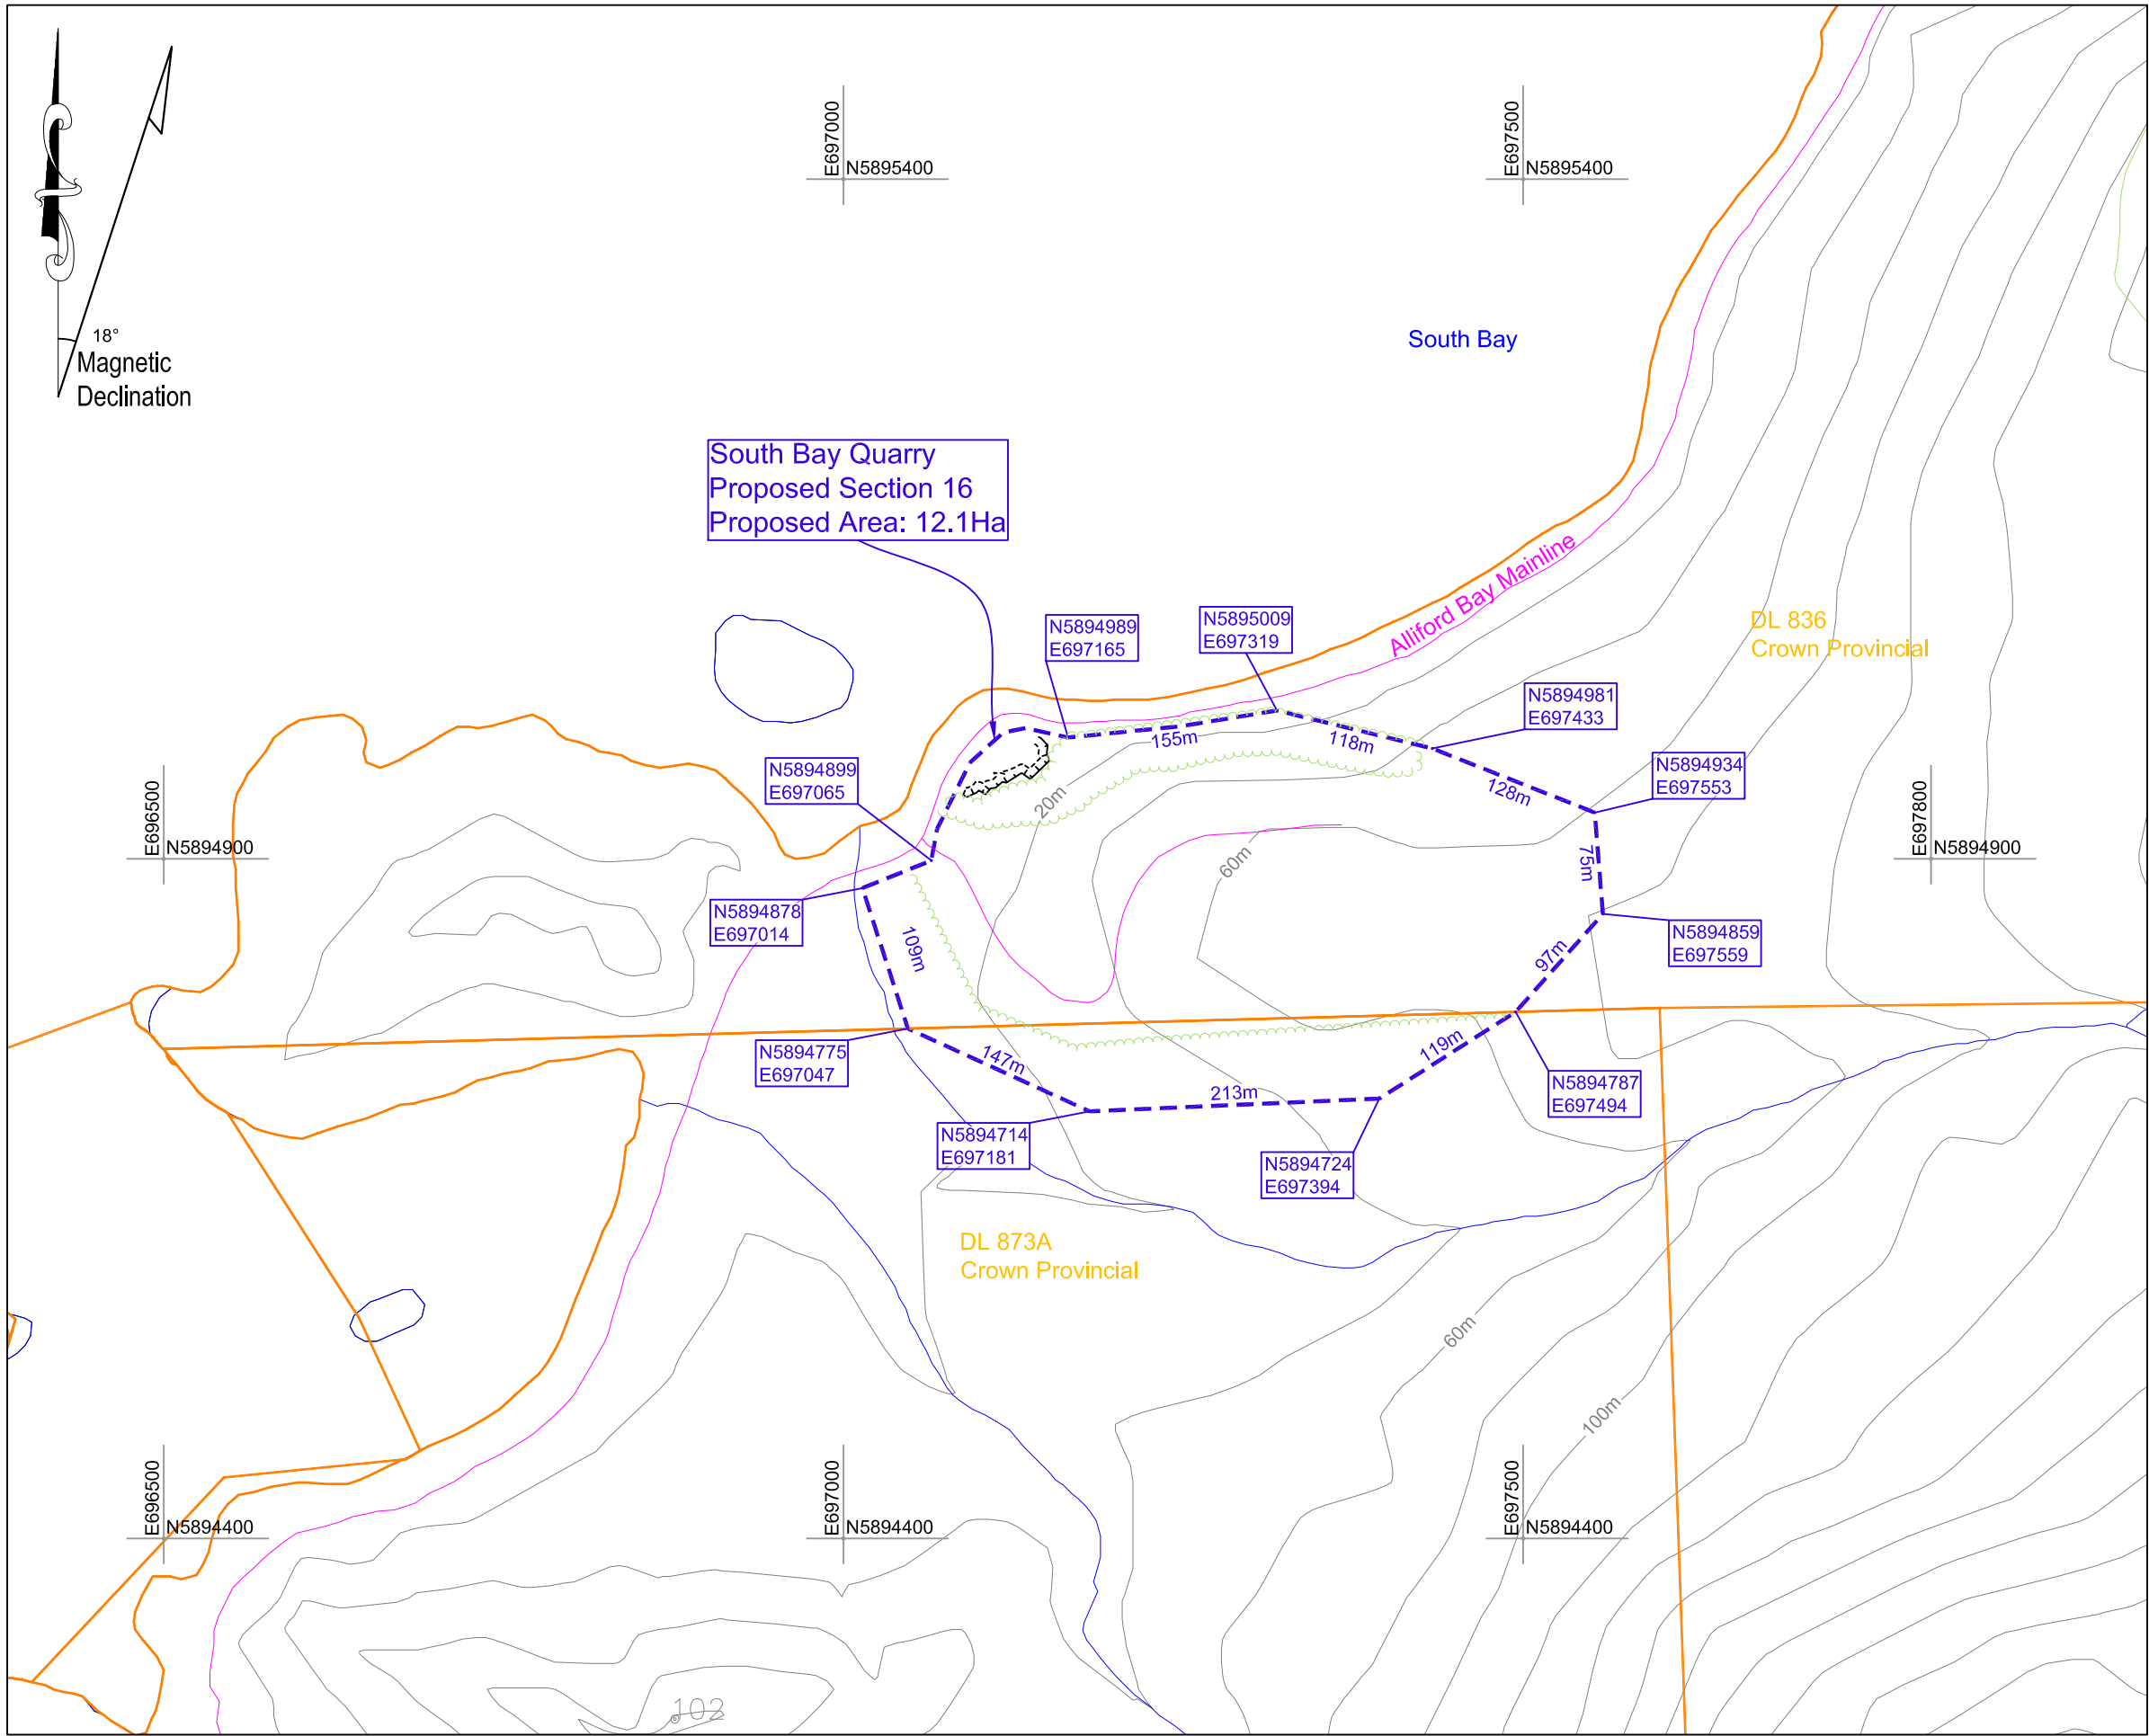 E697000
N5895400
E697500
N5895400
18°
Magnetic
Declination
South Bay
South Bay Quarry
Proposed Section 16
Proposed Area: 12.1Ha
Alliford Bay Mainline
N5894989
E697165
N5895009
E697319
DL 836
Crown Provincial
N5894981
E697433
155m
118m
N5894899
E697065
N5894934
E697553
128m
20m
E696500
N5894900
60m
75m
E697800
N5894900
N5894878
E697014
109m
N5894859
E697559
97m
N5894775
E697047
147m
119m
213m
N5894787
E697494
N5894714
E697181
N5894724
E697394
DL 873A
Crown Provincial
60m
100m
E696500
N5894400
E697000
N5894400
E697500
N5894400
102